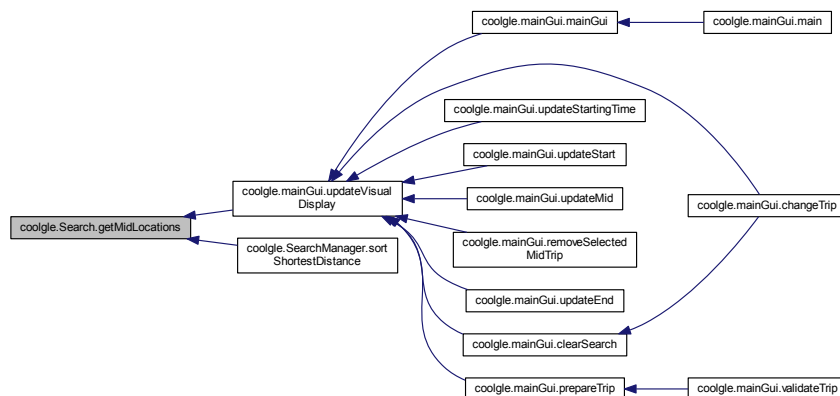 coolgle.mainGui.mainGui
coolgle.mainGui.main
coolgle.mainGui.updateStartingTime
coolgle.mainGui.updateStart
coolgle.mainGui.updateVisual
Display
coolgle.mainGui.updateMid
coolgle.mainGui.changeTrip
coolgle.Search.getMidLocations
coolgle.SearchManager.sort
ShortestDistance
coolgle.mainGui.removeSelected
MidTrip
coolgle.mainGui.updateEnd
coolgle.mainGui.clearSearch
coolgle.mainGui.prepareTrip
coolgle.mainGui.validateTrip